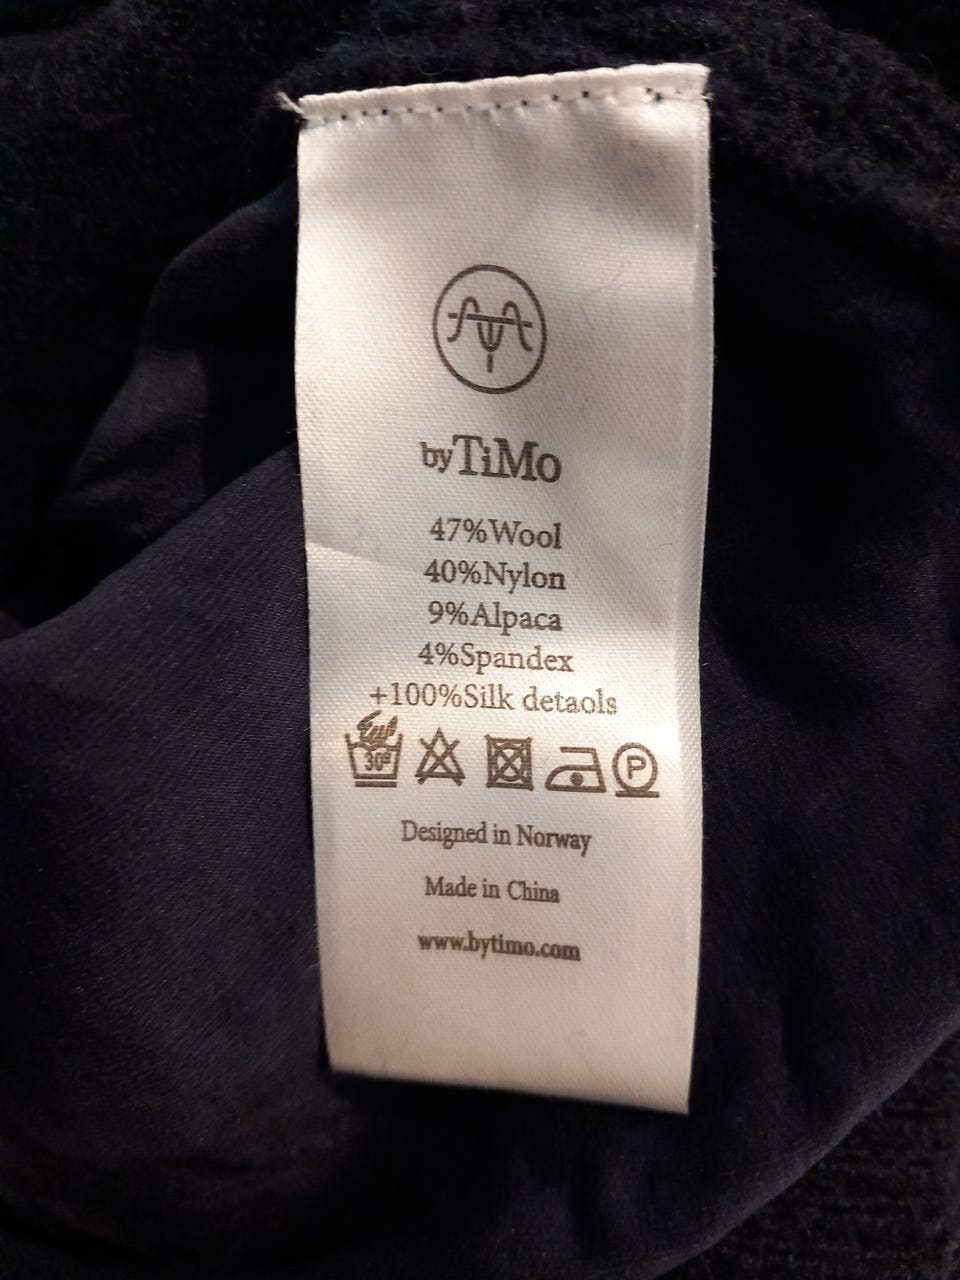 byTiMo
47%Wool
40%Nylon
9%Alpaca
4%Spandex
+100%Silk detaols
30º
P
Designed in Norway
Made in China
www.bytimo.com